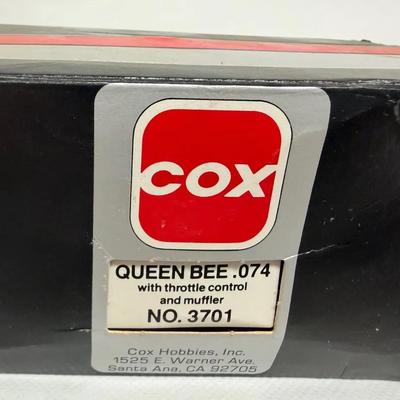 COX
QUEEN BEE .074
with throttle control
and muffler
NO. 3701
Cox Hobbies, Inc.
1525 E. Warner Ave.
Santa Ana, CA 92705